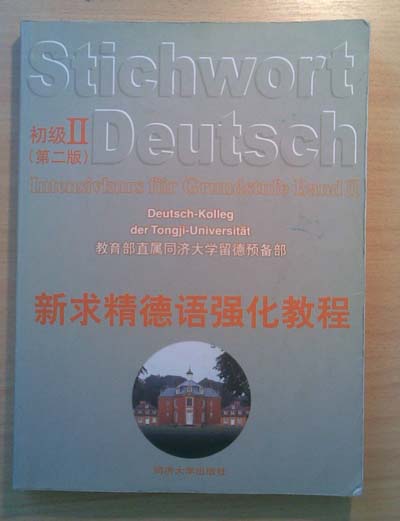 Stichwort
初级II
(第二版)
Deutsch
Intensivkurs für Grundstufe Band II
Deutsch-Kolleg
der Tongji-Universität
教育部直属同济大学留德预备部
新求精德语强化教程
同济大学出版社